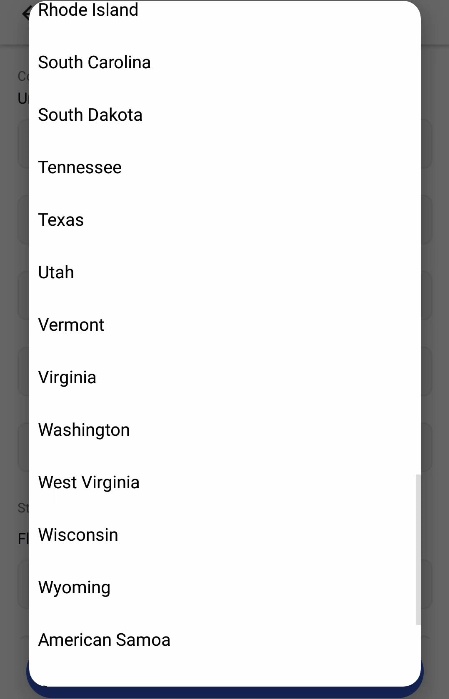 Rhode Island
South Carolina
South Dakota
Tennessee
Texas
Utah
Vermont
Virginia
Washington
West Virginia
Wisconsin
Wyoming
American Samoa